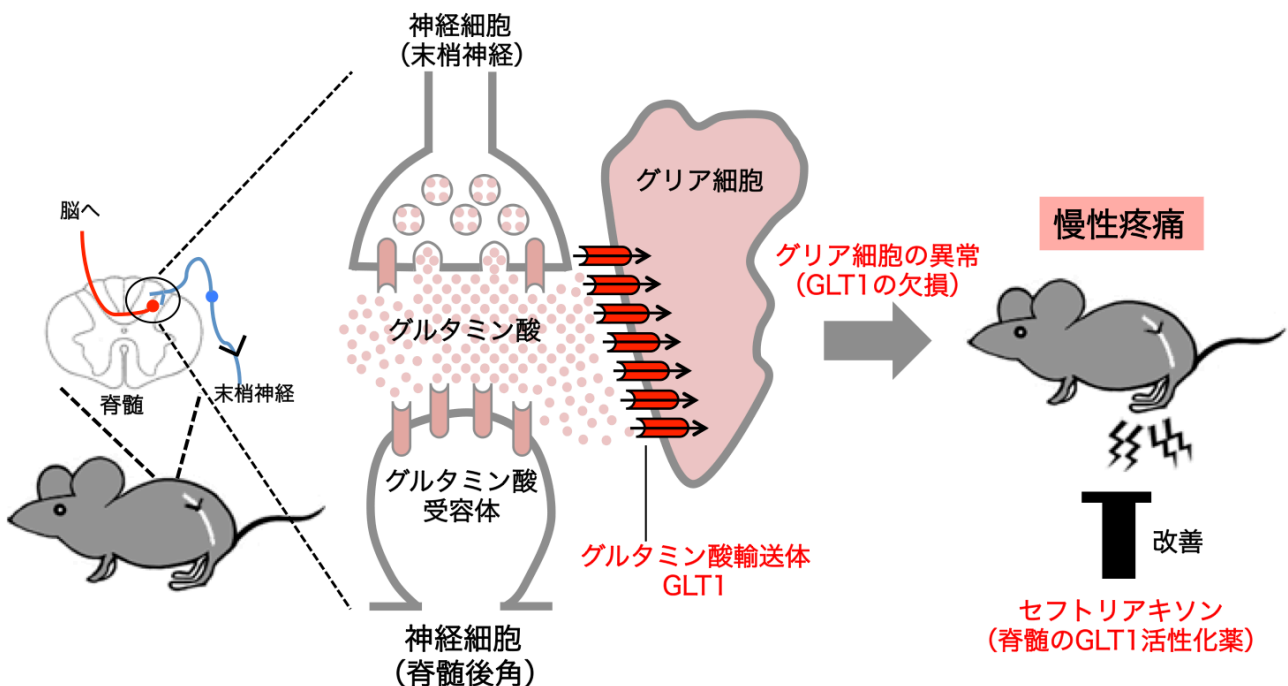 神経細胞
（末梢神経）
脳へ
脊髄
末梢神経
グルタミン酸
グルタミン酸
受容体
神経細胞
（脊髄後角）
グリア細胞
グルタミン酸輸送体
GLT1
グリア細胞の異常
（GLT1の欠損）
慢性疼痛
改善
セフトリアキソン
（脊髄のGLT1活性化薬）